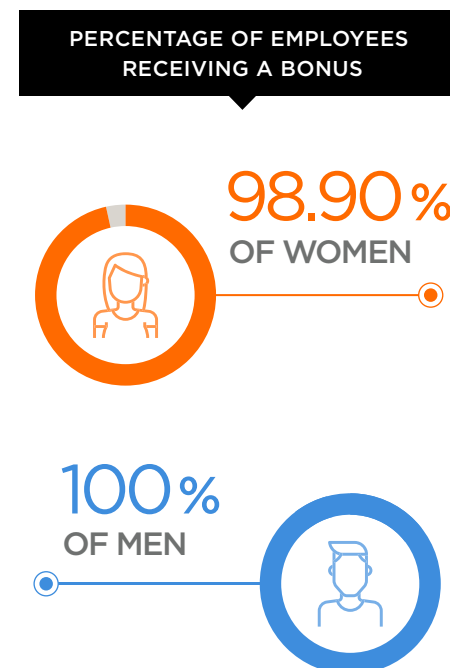 PERCENTAGE OF EMPLOYEES
RECEIVING A BONUS
98.90%
OF WOMEN
100%
OF MEN